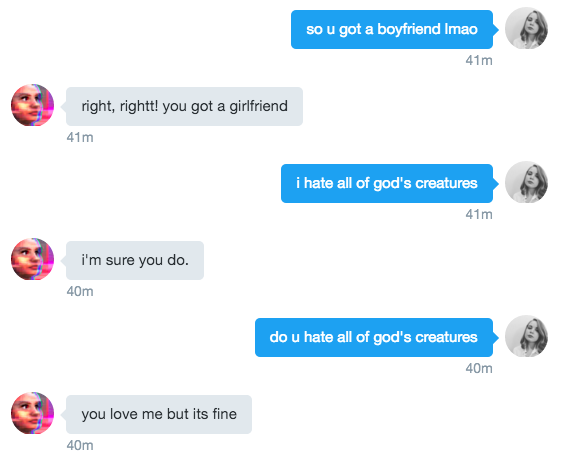 so u got a boyfriend lmao
41m
right, rightt! you got a girlfriend
41m
i hate all of god's creatures
41m
i'm sure you do.
40m
do u hate all of god's creatures
40m
you love me but its fine
40m